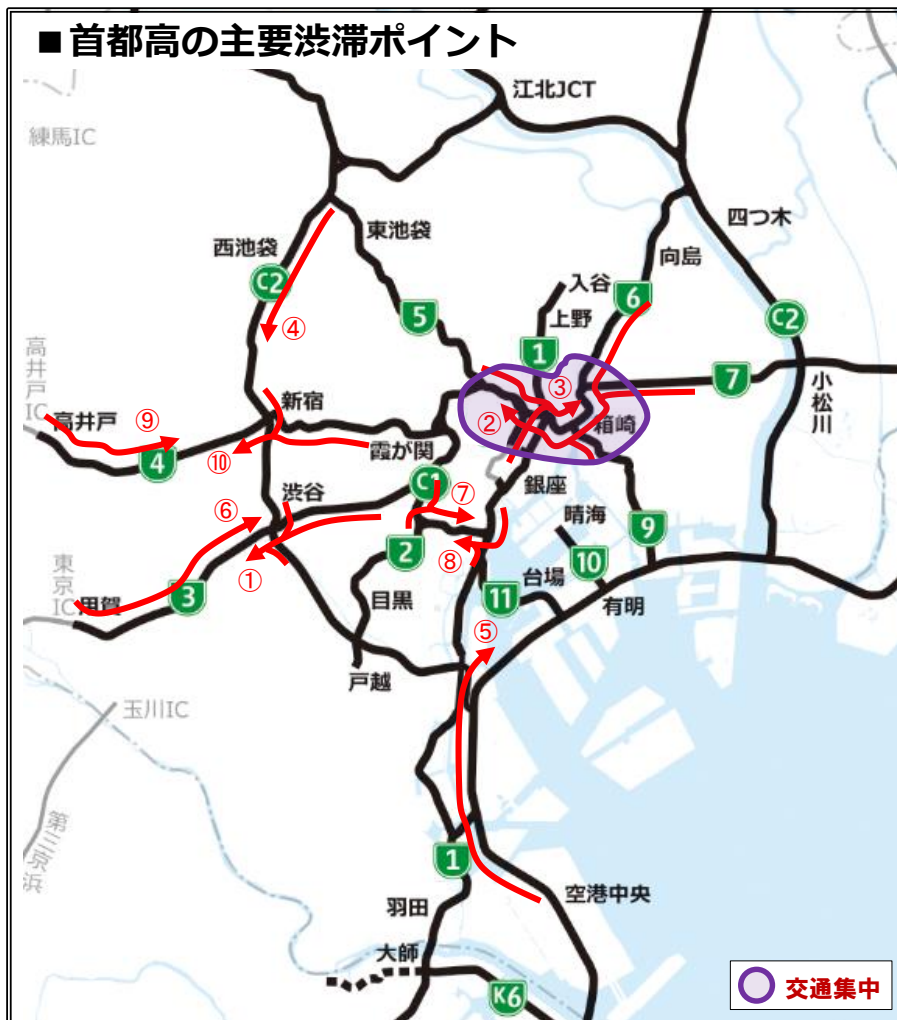 ■首都高の主要渋滞ポイント
江北JCT
練馬IC
四つ木
東池袋
西池袋
向島
入谷
C2
6
上野
5
C2
④
高井戸IC
1
③
7
小松川
新宿
高井戸
⑨
②
箱崎
4
⑩
霞が関
C1
銀座
渋谷
⑦
⑥
晴海
9
2
⑧
10
①
東京IC
台場
3
目黒
11
有明
用賀
⑤
戸越
玉川IC
第三京浜
1
空港中央
羽田
大師
K6
交通集中